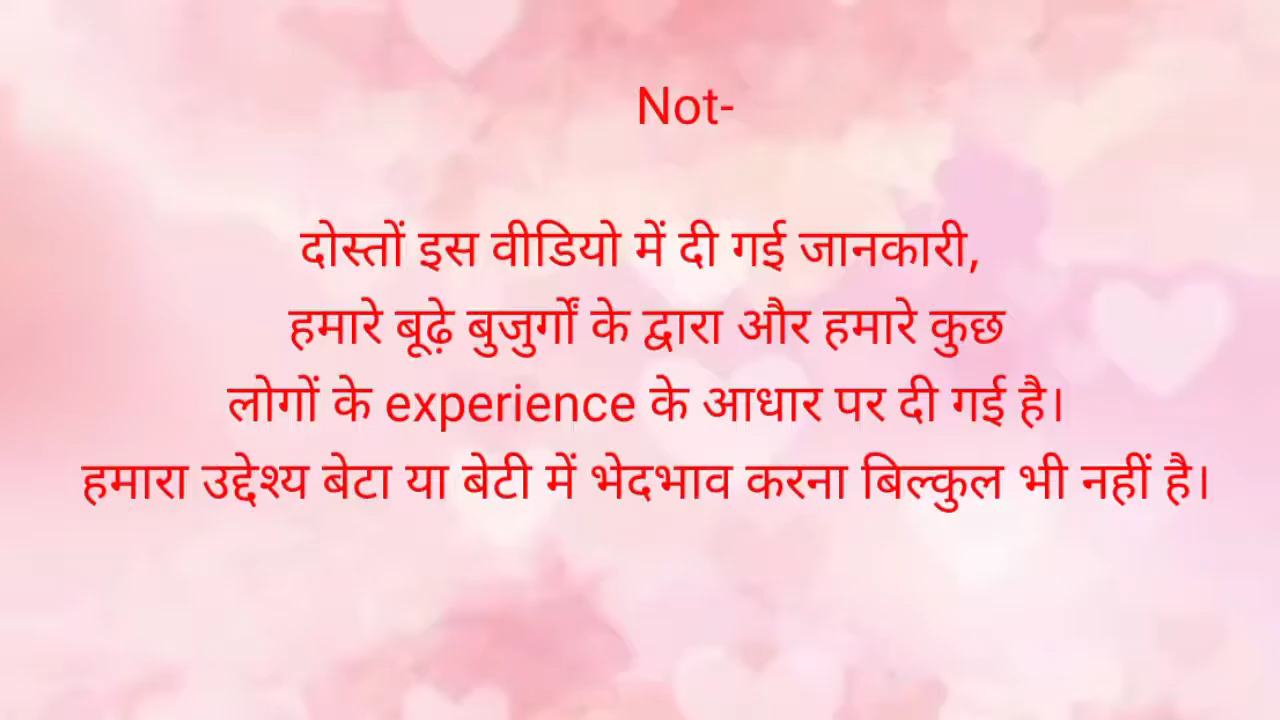 Not-
दोस्तों इस वीडियो में दी गई जानकारी,
हमारे बूढ़े बुजुर्गों के द्वारा और हमारे कुछ
लोगों के experience के आधार पर दी गई है।
हमारा उद्देश्य बेटा या बेटी में भेदभाव करना बिल्कुल भी नहीं है।